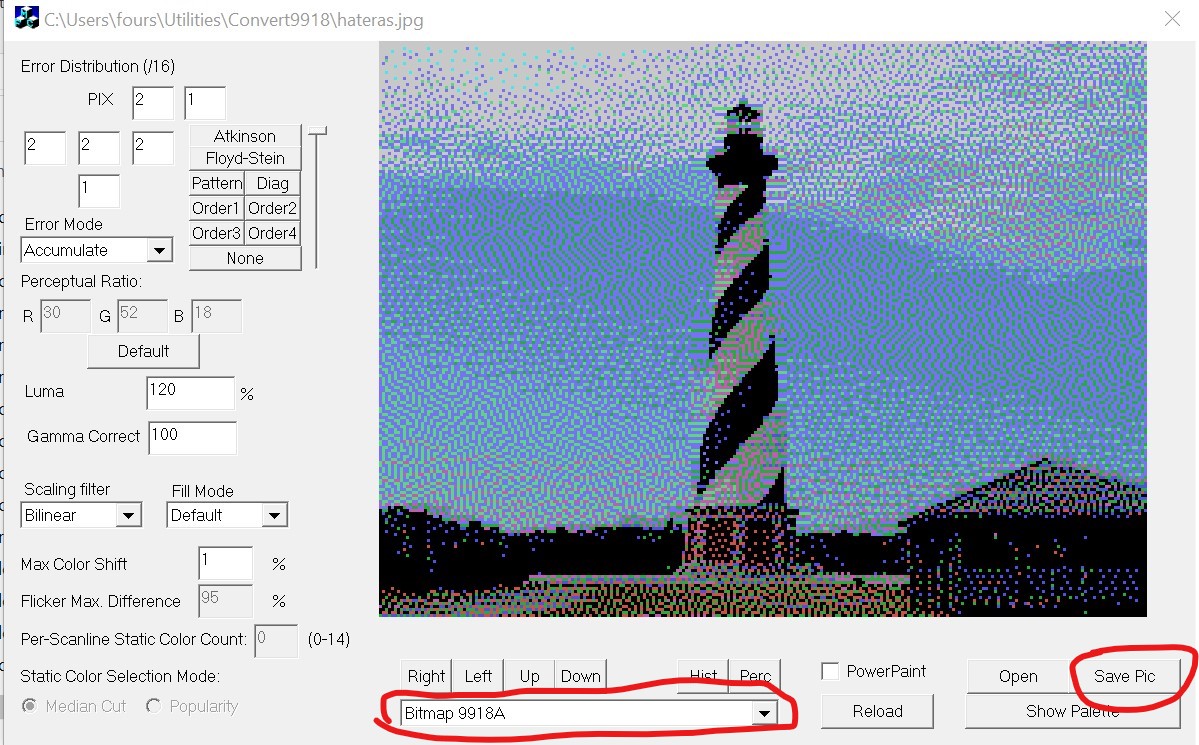 C:\Users\fours\Utilities\Convert9918\hateras.jpg
Error Distribution (/16)
PIX 2 1
2 2 2
1
Atkinson
Floyd-Stein
Pattern Diag
Order1 Order2
Order3 Order4
None
Error Mode
Accumulate
Perceptual Ratio:
R 30 G 52 B 18
Default
Luma 120 %
Gamma Correct 100
Scaling filter Fill Mode
Bilinear Default
Max Color Shift 1 %
Flicker Max. Difference 95 %
Per-Scanline Static Color Count: 0 (0-14)
Static Color Selection Mode:
Median Cut Popularity
Right Left Up Down Hist Perc
Bitmap 9918A
PowerPaint
Reload
Open Save Pic
Show Palette